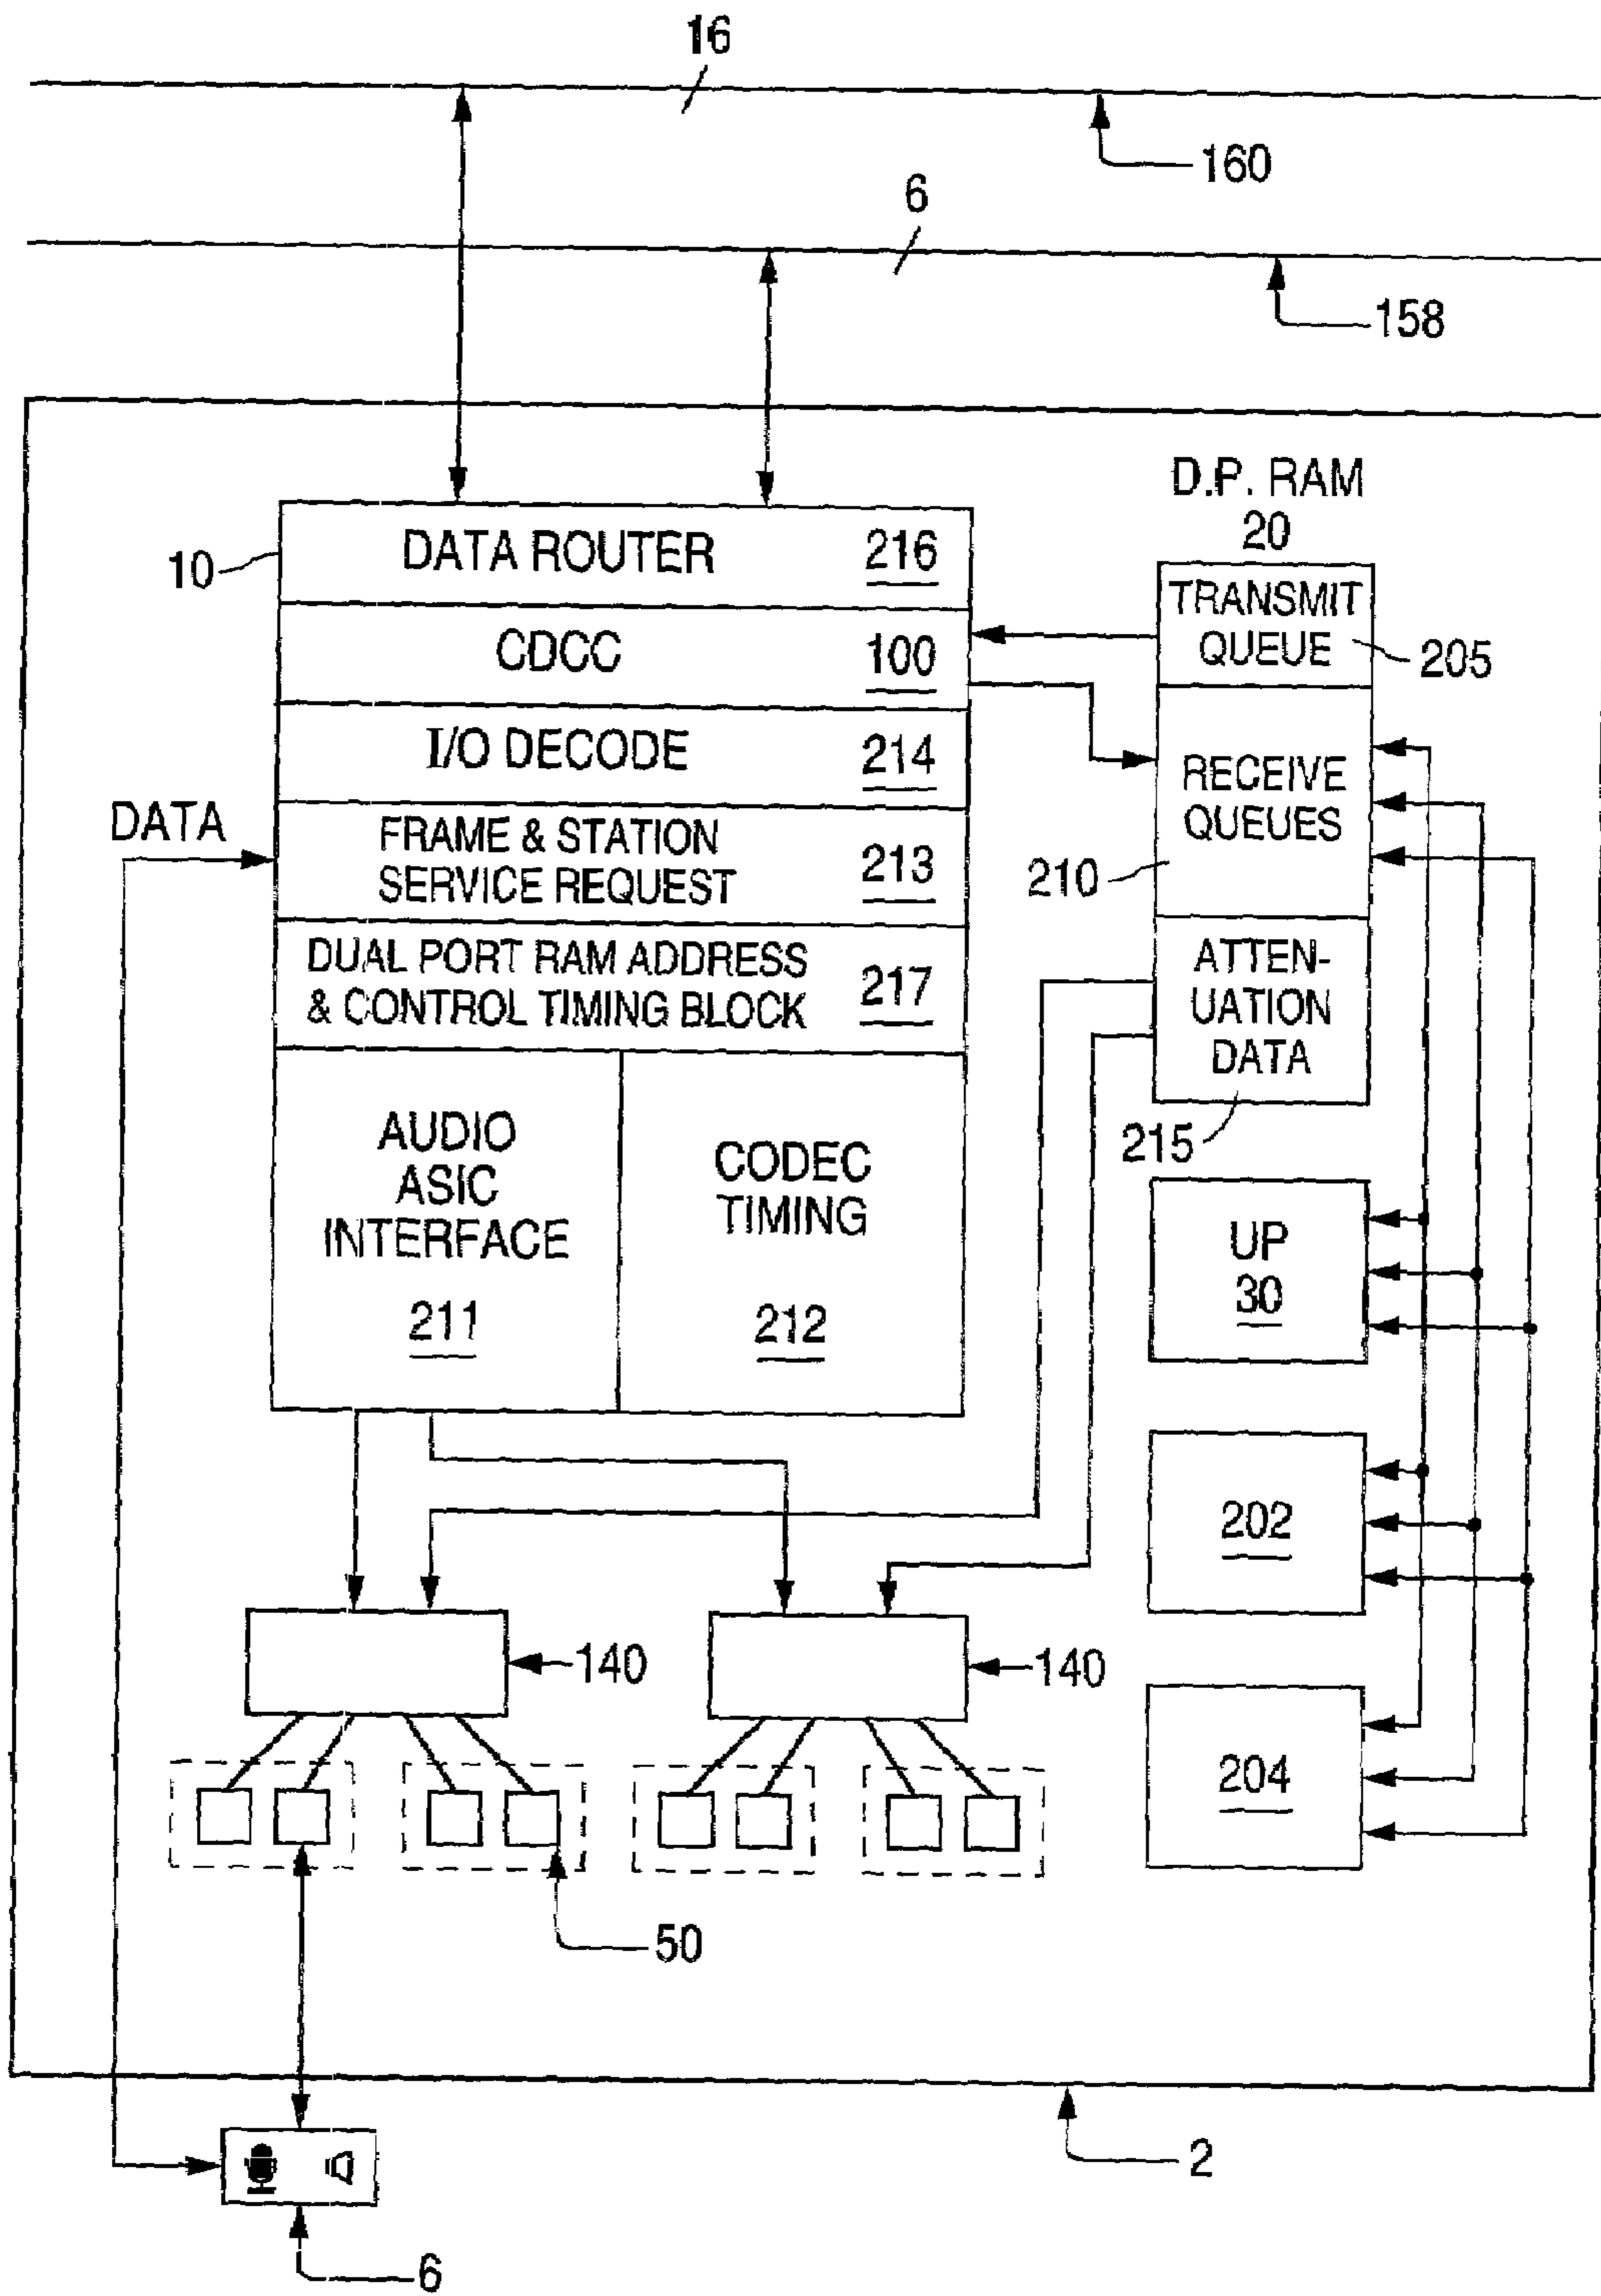 16
160
6
158
D.P. RAM
20
10
DATA ROUTER 216
CDCC 100
I/O DECODE 214
DATA
FRAME & STATION
SERVICE REQUEST 213
DUAL PORT RAM ADDRESS
& CONTROL TIMING BLOCK 217
AUDIO
ASIC
INTERFACE
211
CODEC
TIMING
212
TRANSMIT
QUEUE
205
RECEIVE
QUEUES
210
ATTEN-
UATION
DATA
215
UP
30
202
204
140
140
50
2
6